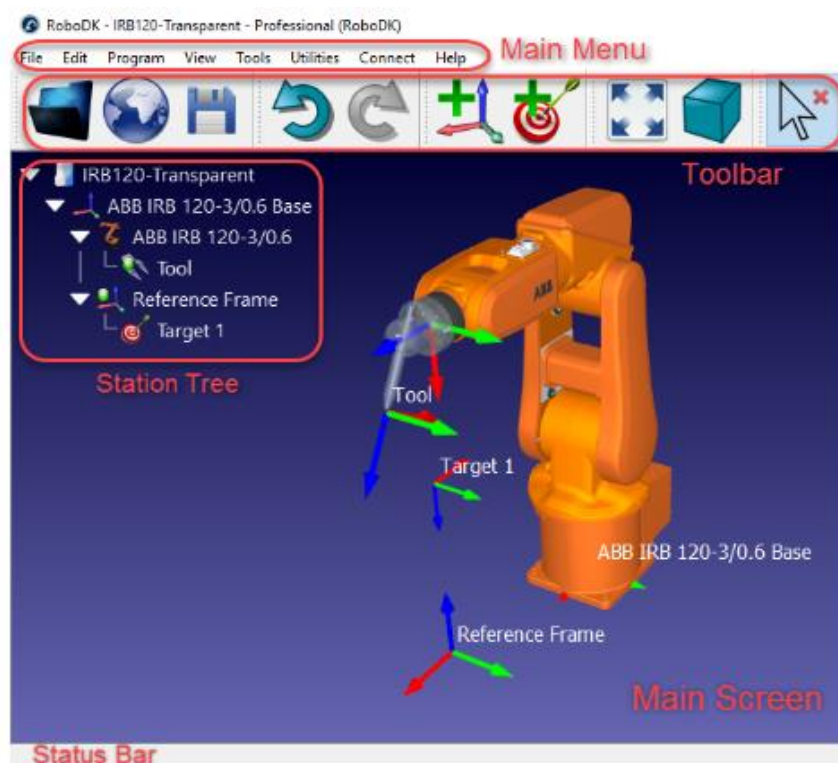 RoboDK - IRB120-Transparent - Professional (RoboDK)
File Edit Program View Tools Utilities Connect Help
Main Menu
Toolbar
IRB120-Transparent
ABB IRB 120-3/0.6 Base
ABB IRB 120-3/0.6
Tool
Reference Frame
Target 1
Station Tree
ABB
Tool
Target 1
ABB IRB 120-3/0.6 Base
Reference Frame
Main Screen
Status Bar